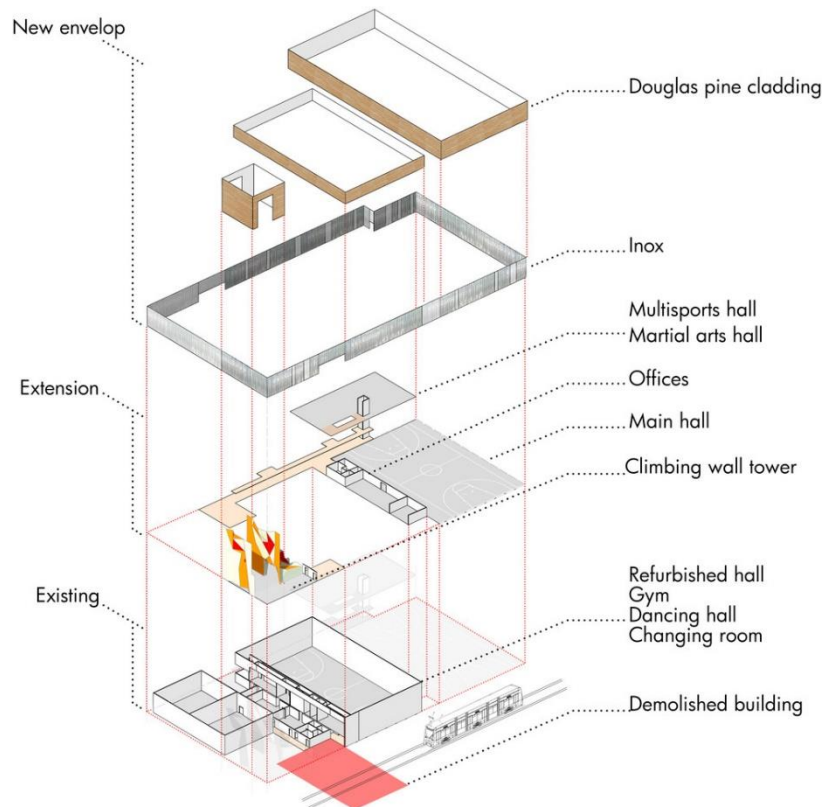 New envelop
Douglas pine cladding
Inox
Multisports hall
Martial arts hall
Extension
Offices
Main hall
Climbing wall tower
Existing
Refurbished hall
Gym
Dancing hall
Changing room
Demolished building